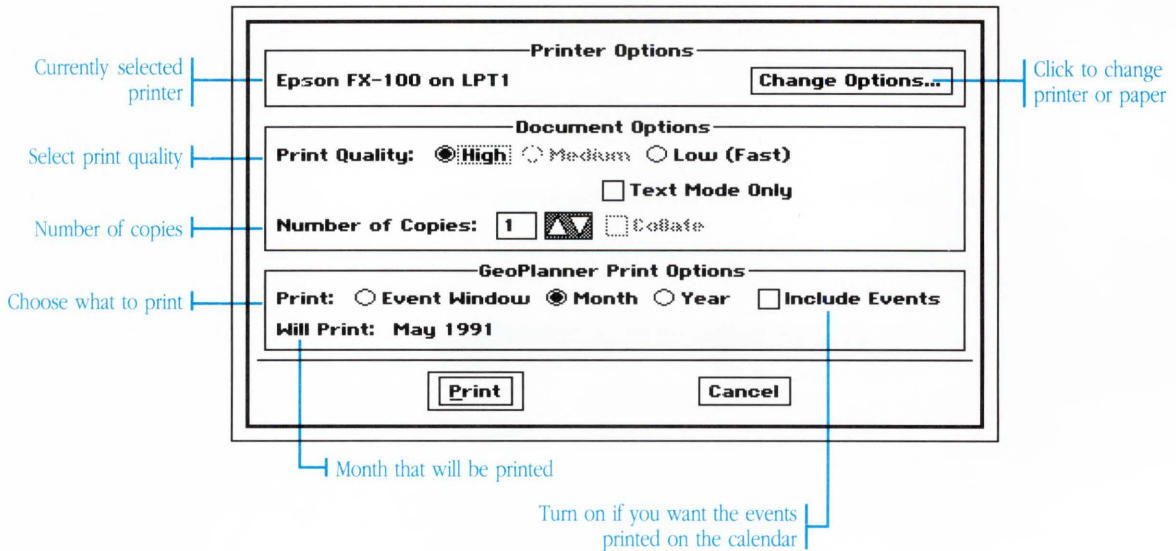 Printer Options
Currently selected
printer
Epson FX-100 on LPT1
Change Options...
Click to change
printer or paper
Document Options
Select print quality
Print Quality: High Medium Low (Fast)
Text Mode Only
Number of copies
Number of Copies: 1 Collate
GeoPlanner Print Options
Choose what to print
Print: Event Window Month Year Include Events
Will Print: May 1991
Print
Cancel
Month that will be printed
Turn on if you want the events
printed on the calendar